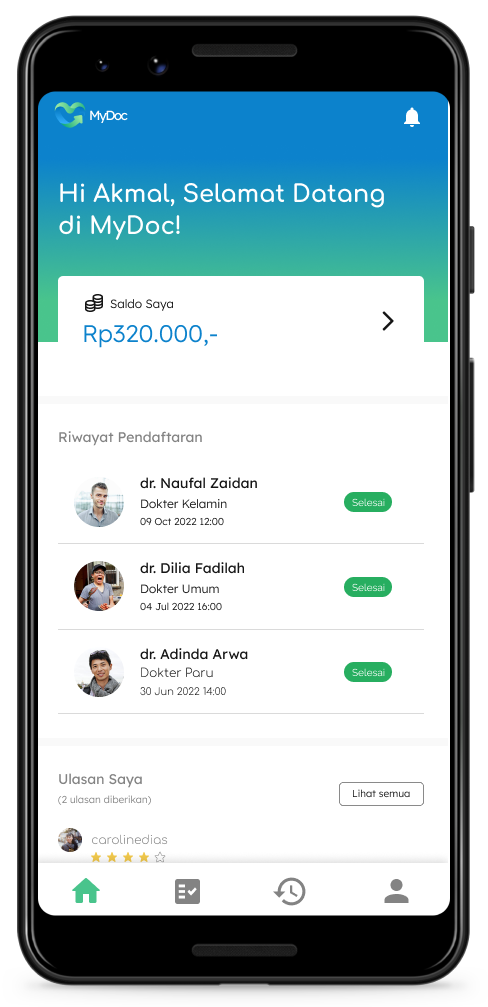 MyDoc
Hi Akmal, Selamat Datang
di MyDoc!
Saldo Saya
Rp320.000,-
Riwayat Pendaftaran
dr. Naufal Zaidan
Dokter Kelamin
Selesai
09 Oct 2022 12:00
dr. Dilia Fadilah
Dokter Umum
Selesai
04 Jul 2022 16:00
dr. Adinda Arwa
Dokter Paru
Selesai
30 Jun 2022 14:00
Ulasan Saya
Lihat semua
(2 ulasan diberikan)
carolinedias